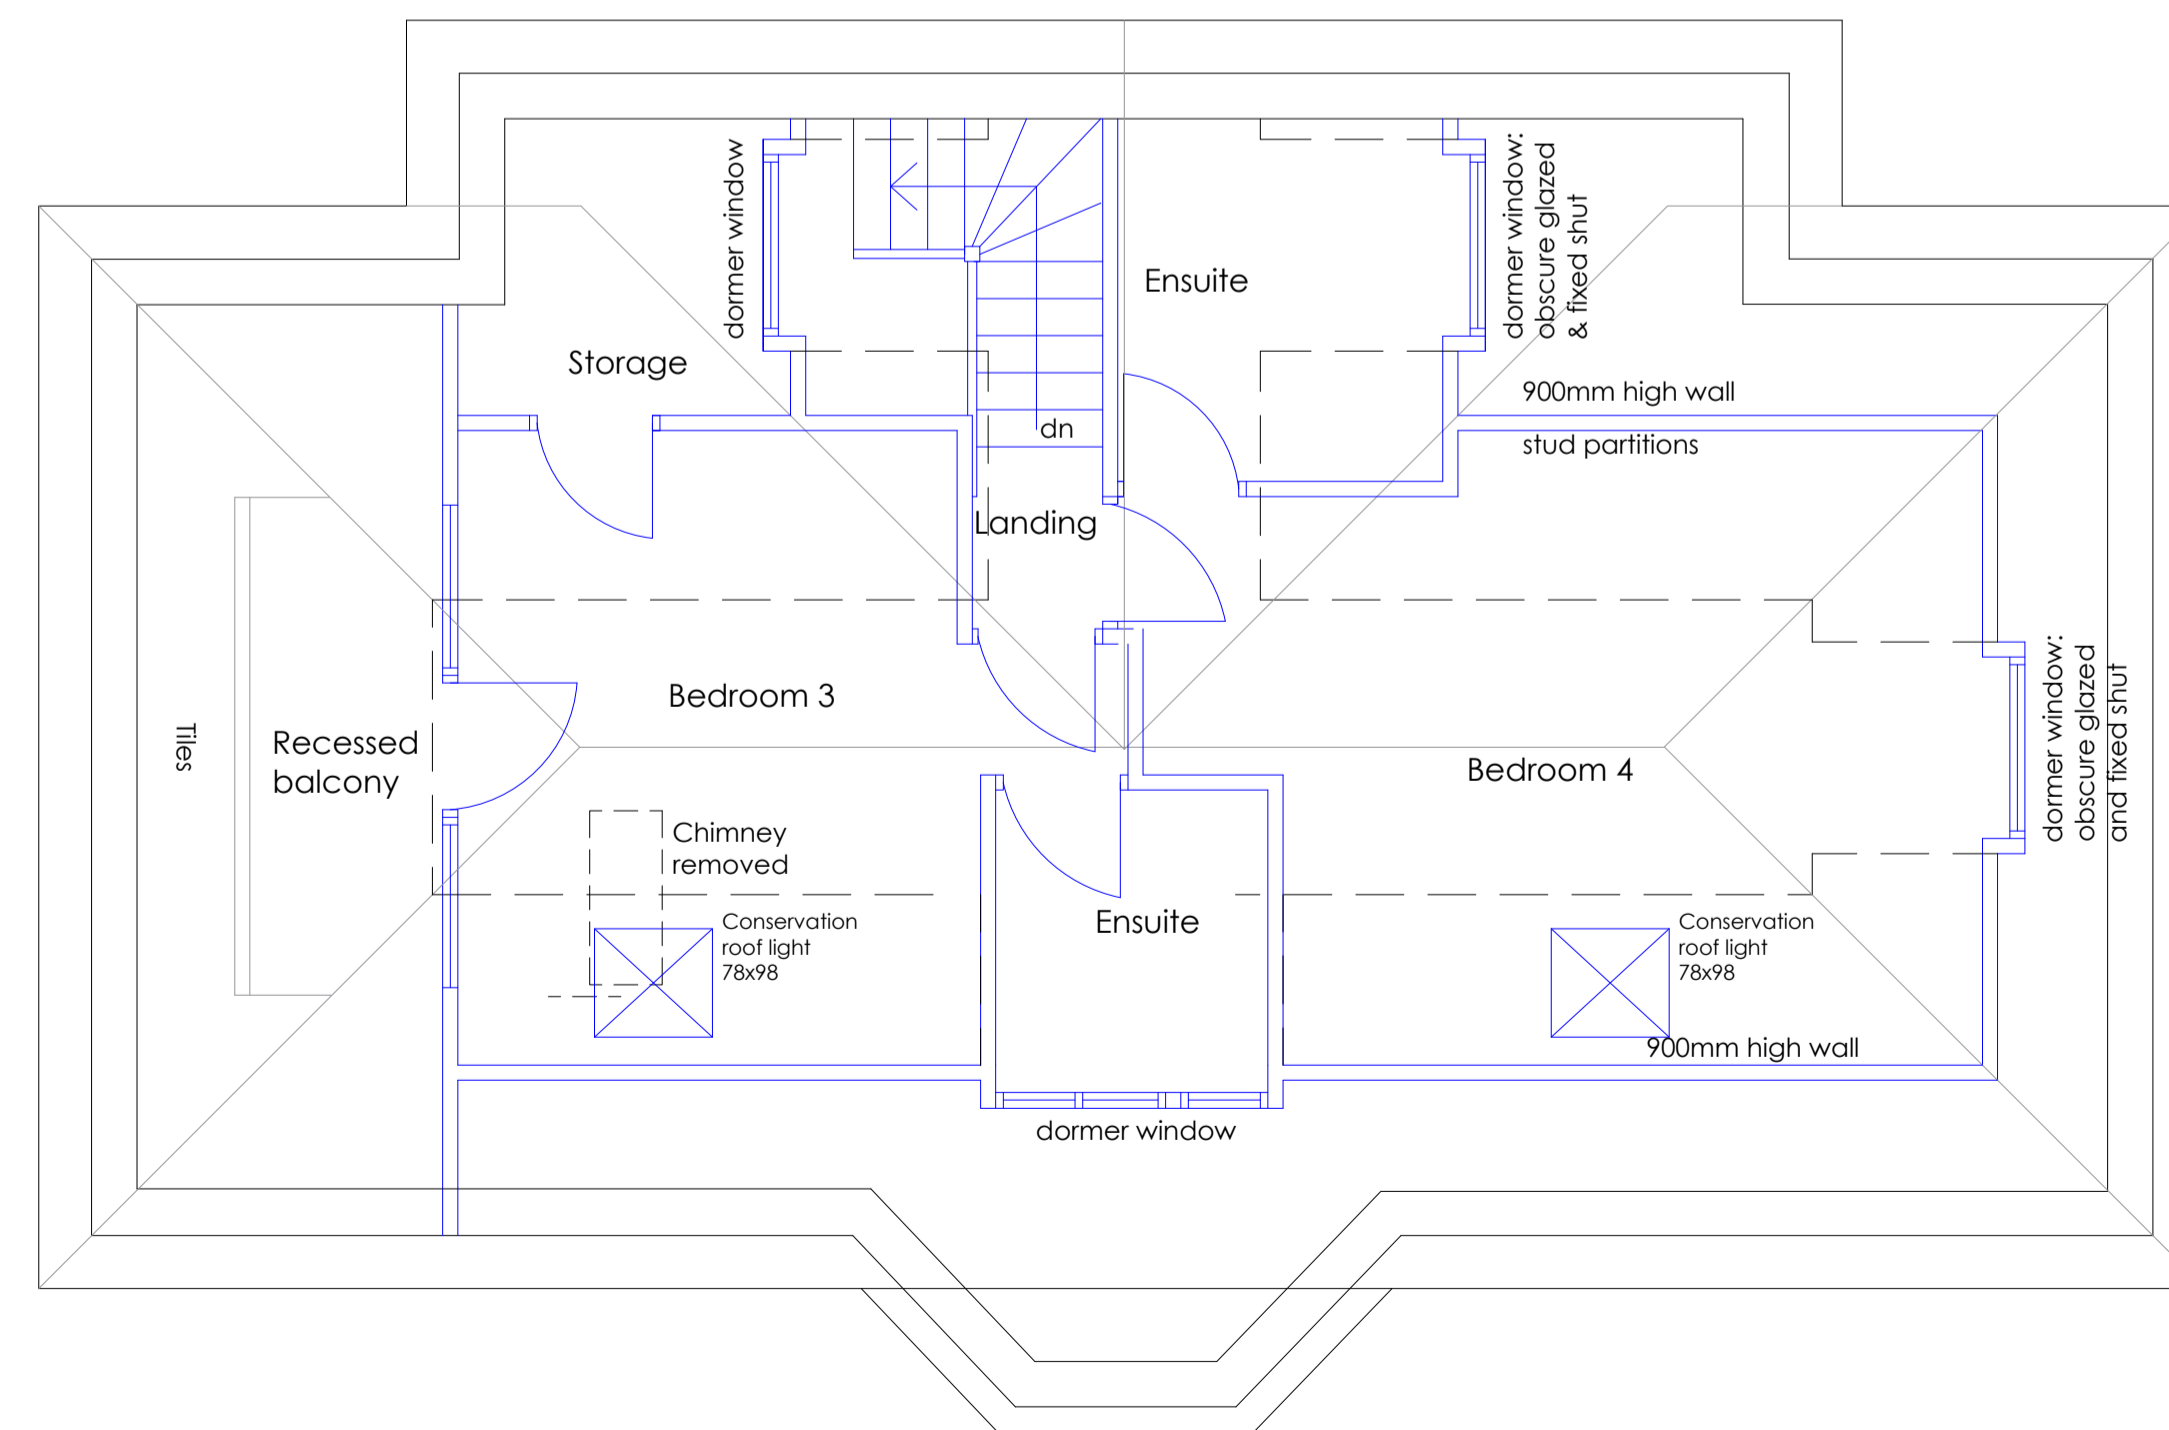 dormer window
Ensuite
dormer window:
obscure glazed
& fixed shut
Storage
900mm high wall
dn
stud partitions
Landing
Bedroom 3
Tiles
Recessed
balcony
Bedroom 4
dormer window:
obscure glazed
and fixed shut
Chimney
removed
Conservation
roof light
78x98
Ensuite
Conservation
roof light
78x98
900mm high wall
dormer window